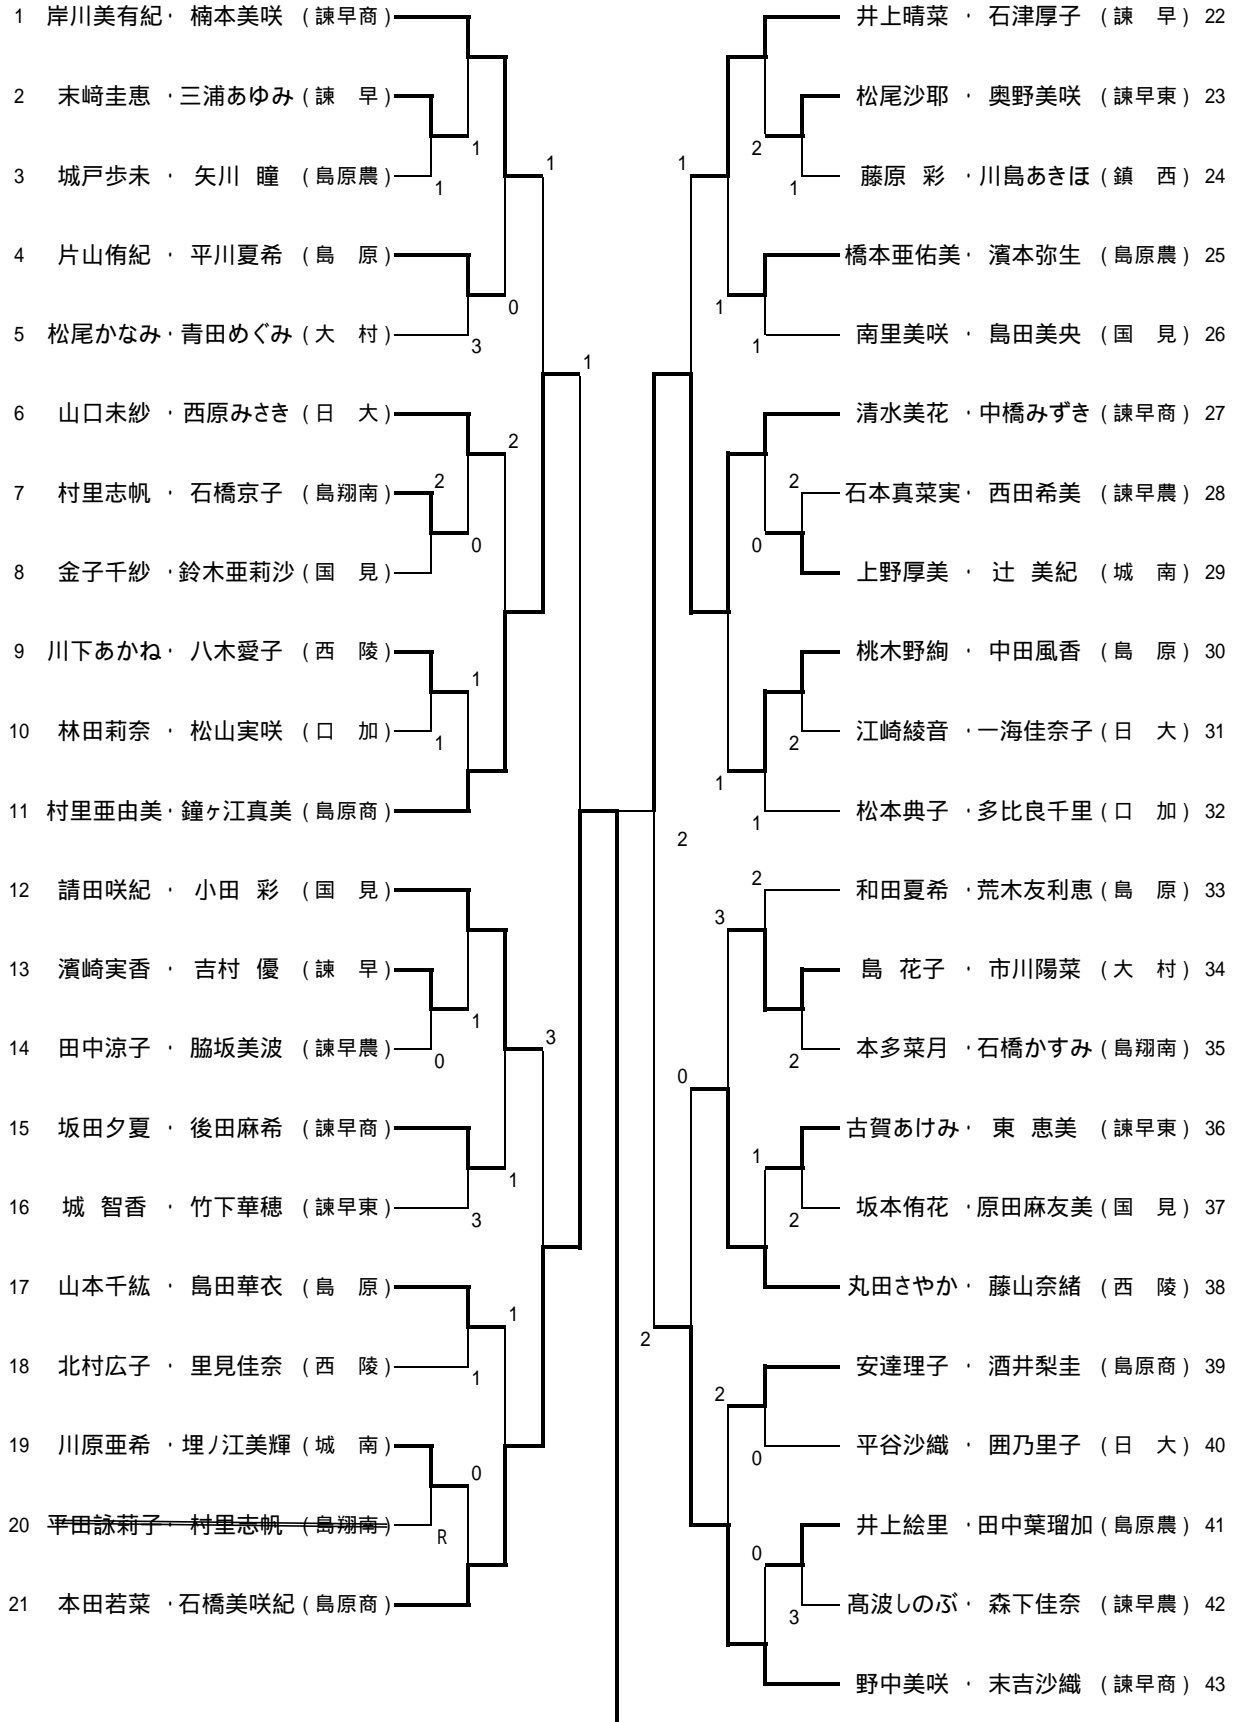 1 岸川美有紀・ 楠本美咲 (諫早商)
2 末﨑圭恵 ・三浦あゆみ (諫 早)
1
3 城戸歩未 ・ 矢川 瞳 (島原農)
1
1
4 片山侑紀 ・ 平川夏希 (島 原)
0
5 松尾かなみ・青田めぐみ (大 村)
3
1
6 山口未紗 ・西原みさき (日 大)
2
7 村里志帆 ・ 石橋京子 (島翔南)
2
0
8 金子千紗 ・鈴木亜莉沙 (国 見)
9 川下あかね・ 八木愛子 (西 陵)
1
10 林田莉奈 ・ 松山実咲 (口 加)
1
11 村里亜由美・鐘ヶ江真美 (島原商)
12 請田咲紀 ・ 小田 彩 (国 見)
13 濱崎実香 ・ 吉村 優 (諫 早)
1
14 田中涼子 ・ 脇坂美波 (諫早農)
0
3
15 坂田夕夏 ・ 後田麻希 (諫早商)
1
16 城 智香 ・ 竹下華穂 (諫早東)
3
17 山本千紘 ・ 島田華衣 (島 原)
1
18 北村広子 ・ 里見佳奈 (西 陵)
1
19 川原亜希 ・埋ノ江美輝 (城 南)
0
20 平田詠莉子・ 村里志帆 (島翔南)
R
21 本田若菜 ・石橋美咲紀 (島原商)
井上晴菜 ・ 石津厚子 (諫 早) 22
松尾沙耶 ・ 奥野美咲 (諫早東) 23
2
1
藤原 彩 ・川島あきほ (鎮 西) 24
1
橋本亜佑美・ 濱本弥生 (島原農) 25
1
南里美咲 ・ 島田美央 (国 見) 26
1
清水美花 ・中橋みずき (諫早商) 27
2
石本真菜実・ 西田希美 (諫早農) 28
0
上野厚美 ・ 辻 美紀 (城 南) 29
桃木野絢 ・ 中田風香 (島 原) 30
江崎綾音 ・一海佳奈子 (日 大) 31
2
1
松本典子 ・多比良千里 (口 加) 32
1
2
2
和田夏希 ・荒木友利恵 (島 原) 33
3
島 花子 ・ 市川陽菜 (大 村) 34
本多菜月 ・石橋かすみ (島翔南) 35
2
0
古賀あけみ・ 東 恵美 (諫早東) 36
1
坂本侑花 ・原田麻友美 (国 見) 37
2
丸田さやか・ 藤山奈緒 (西 陵) 38
2
安達理子 ・ 酒井梨圭 (島原商) 39
2
平谷沙織 ・ 囲乃里子 (日 大) 40
0
井上絵里 ・田中葉瑠加 (島原農) 41
0
髙波しのぶ・ 森下佳奈 (諫早農) 42
3
野中美咲 ・ 末吉沙織 (諫早商) 43